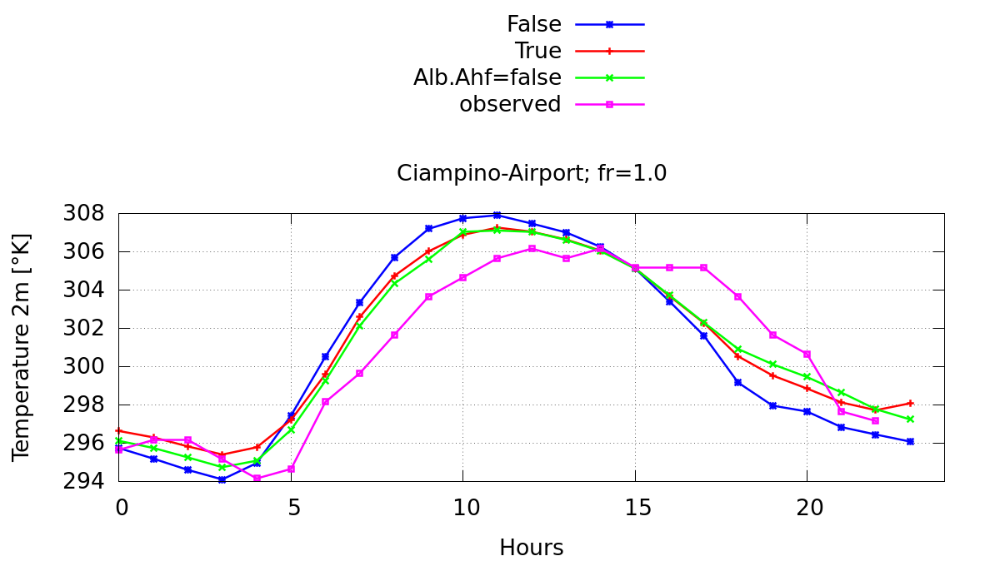 False
True
Alb.Ahf=false
observed
Ciampino-Airport; fr=1.0
Temperature 2m [°K]
308
306
304
302
300
298
296
294
0 5 10 15 20
Hours